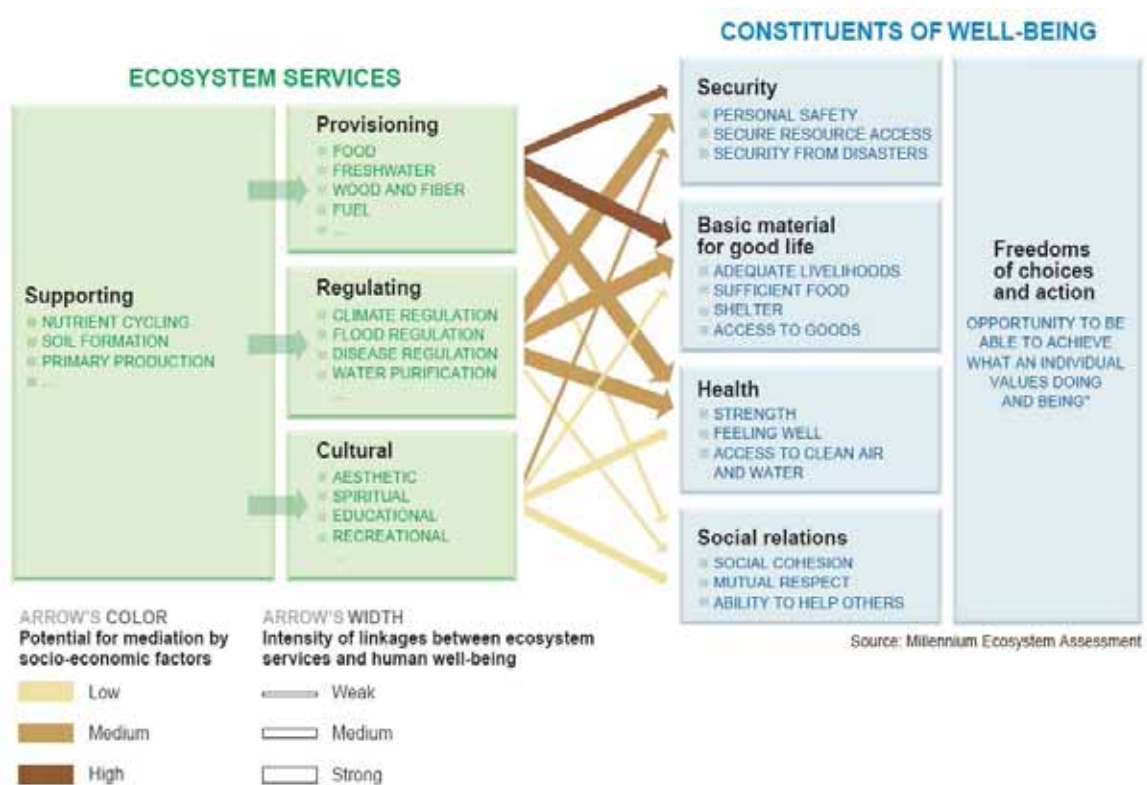 CONSTITUENTS OF WELL-BEING
ECOSYSTEM SERVICES
Supporting
NUTRIENT CYCLING
SOIL FORMATION
PRIMARY PRODUCTION
...
Provisioning
FOOD
FRESHWATER
WOOD AND FIBER
FUEL
...
Regulating
CLIMATE REGULATION
FLOOD REGULATION
DISEASE REGULATION
WATER PURIFICATION
...
Cultural
AESTHETIC
SPIRITUAL
EDUCATIONAL
RECREATIONAL
...
Security
PERSONAL SAFETY
SECURE RESOURCE ACCESS
SECURITY FROM DISASTERS
Basic material
for good life
ADEQUATE LIVELIHOODS
SUFFICIENT FOOD
SHELTER
ACCESS TO GOODS
Health
STRENGTH
FEELING WELL
ACCESS TO CLEAN AIR
AND WATER
Social relations
SOCIAL COHESION
MUTUAL RESPECT
ABILITY TO HELP OTHERS
Freedoms
of choices
and action
OPPORTUNITY TO BE
ABLE TO ACHIEVE
WHAT AN INDIVIDUAL
VALUES DOING
AND BEING"
Source: Millennium Ecosystem Assessment
ARROW'S COLOR
Potential for mediation by
socio-economic factors
Low
Medium
High
ARROW'S WIDTH
Intensity of linkages between ecosystem
services and human well-being
Weak
Medium
Strong